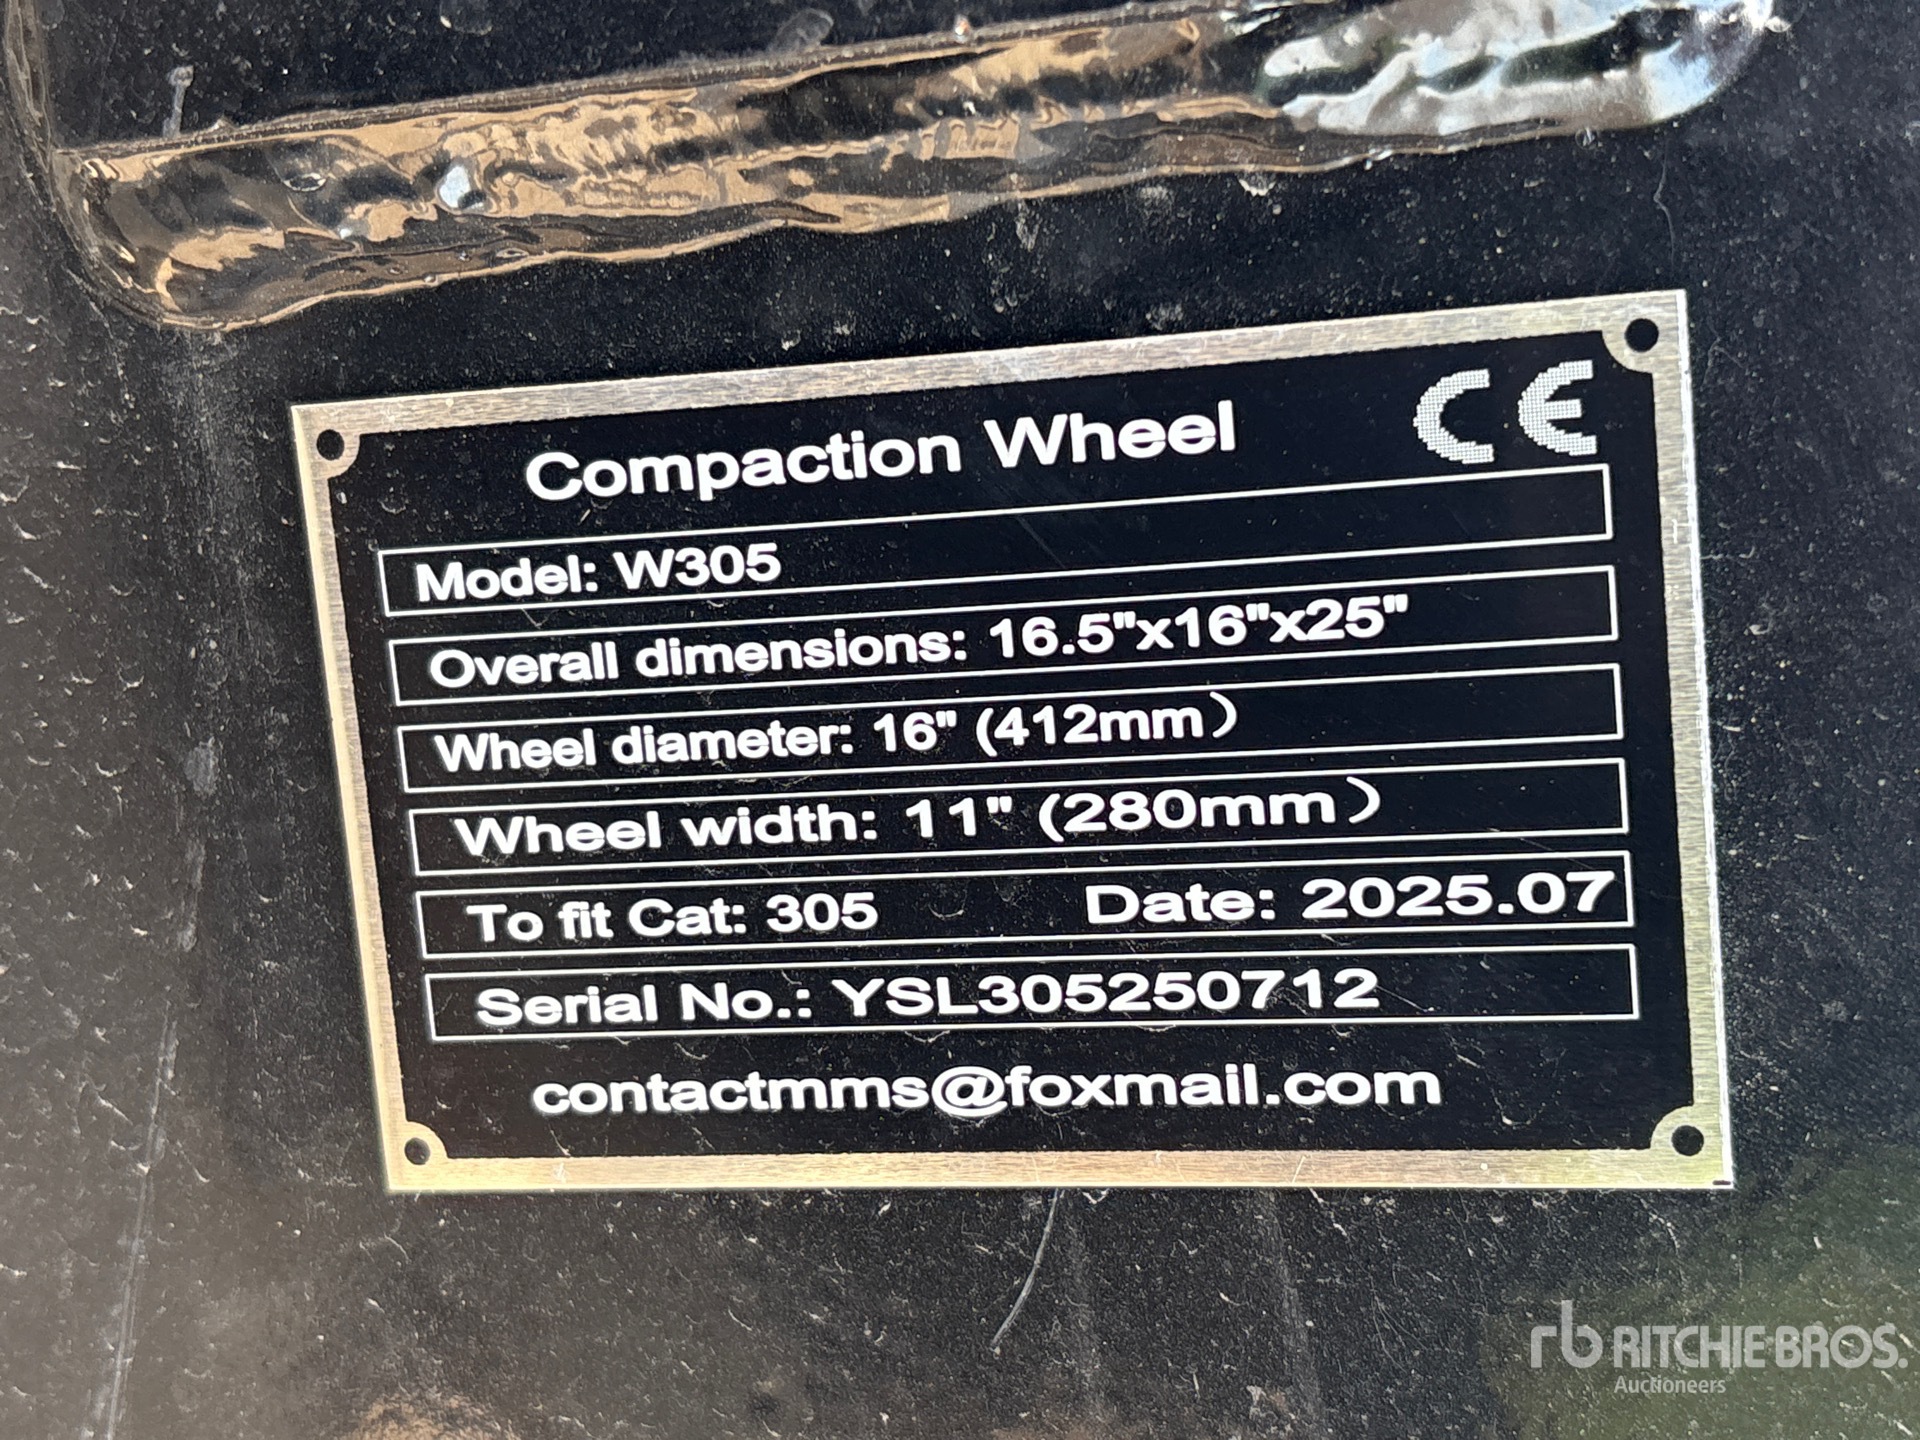 CE
Compaction Wheel
Model: W305
Overall dimensions: 16.5"x16"x25"
Wheel diameter: 16" (412mm）
Wheel width: 11" (280mm）
To fit Cat: 305 Date: 2025.07
Serial No.: YSL305250712
contactmms@foxmail.com
rb RITCHIE BROS.
Auctioneers